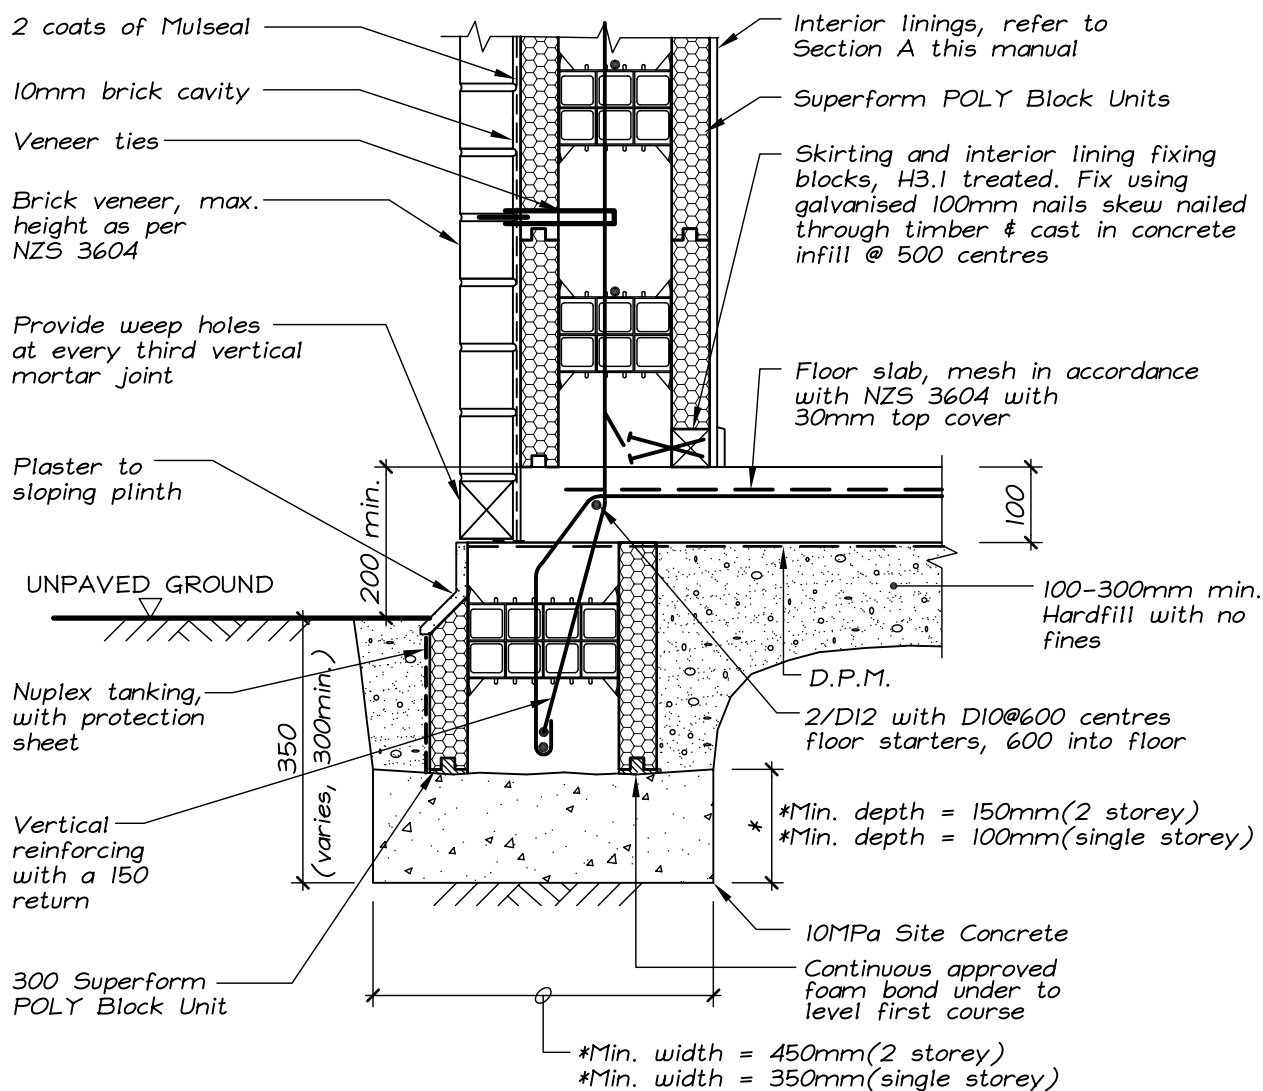 2 coats of Mulseal
10mm brick cavity
Veneer ties
Brick veneer, max.
height as per
NZS 3604
Provide weep holes
at every third vertical
mortar joint
Plaster to
sloping plinth
200 min.
UNPAVED GROUND
Nuplex tanking,
with protection
sheet
350
(varies, 300min.)
Vertical
reinforcing
with a 150
return
300 Superform
POLY Block Unit
Interior linings, refer to
Section A this manual
Superform POLY Block Units
Skirting and interior lining fixing
blocks, H3.1 treated. Fix using
galvanised 100mm nails skew nailed
through timber & cast in concrete
infill @ 500 centres
Floor slab, mesh in accordance
with NZS 3604 with
30mm top cover
100
100-300mm min.
Hardfill with no
fines
D.P.M.
2/D12 with D10@600 centres
floor starters, 600 into floor
*
*Min. depth = 150mm(2 storey)
*Min. depth = 100mm(single storey)
10MPa Site Concrete
Continuous approved
foam bond under to
level first course
*Min. width = 450mm(2 storey)
*Min. width = 350mm(single storey)